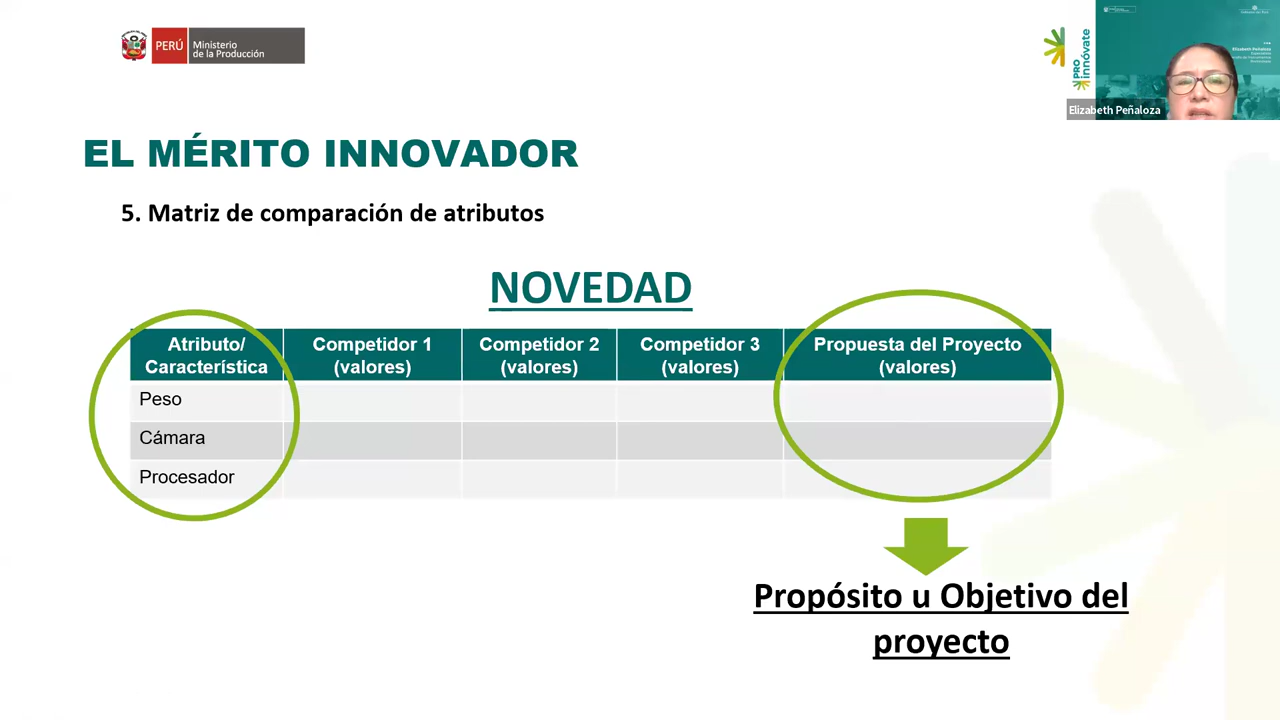 PERÚ
Ministerio
de la Producción
PRO
innóvate
Elizabeth Peñaloza
Elizabeth Peñaloza
EL MÉRITO INNOVADOR
5. Matriz de comparación de atributos
NOVEDAD
Atributo/
Característica
Competidor 1
(valores)
Competidor 2
(valores)
Competidor 3
(valores)
Propuesta del Proyecto
(valores)
Peso
Cámara
Procesador
Propósito u Objetivo del
proyecto